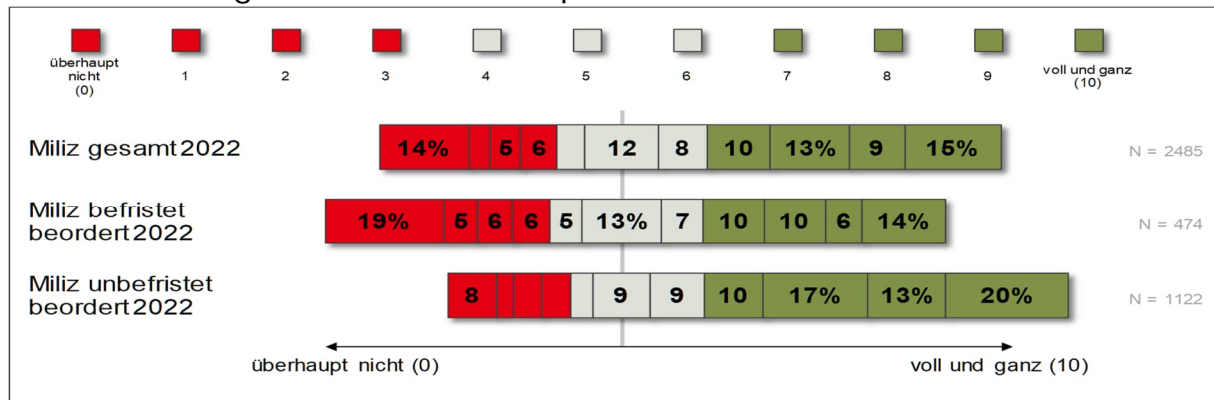 überhaupt
nicht
(0)
1
2
3
4
5
6
7
8
9
voll und ganz
(10)
Miliz gesamt 2022
14%
5
6
12
8
10
13%
9
15%
N = 2485
Miliz befristet
beordert 2022
19%
5
6
6
5
13%
7
10
10
6
14%
N = 474
Miliz unbefristet
beordert 2022
8
9
9
10
17%
13%
20%
N = 1122
überhaupt nicht (0)
voll und ganz (10)